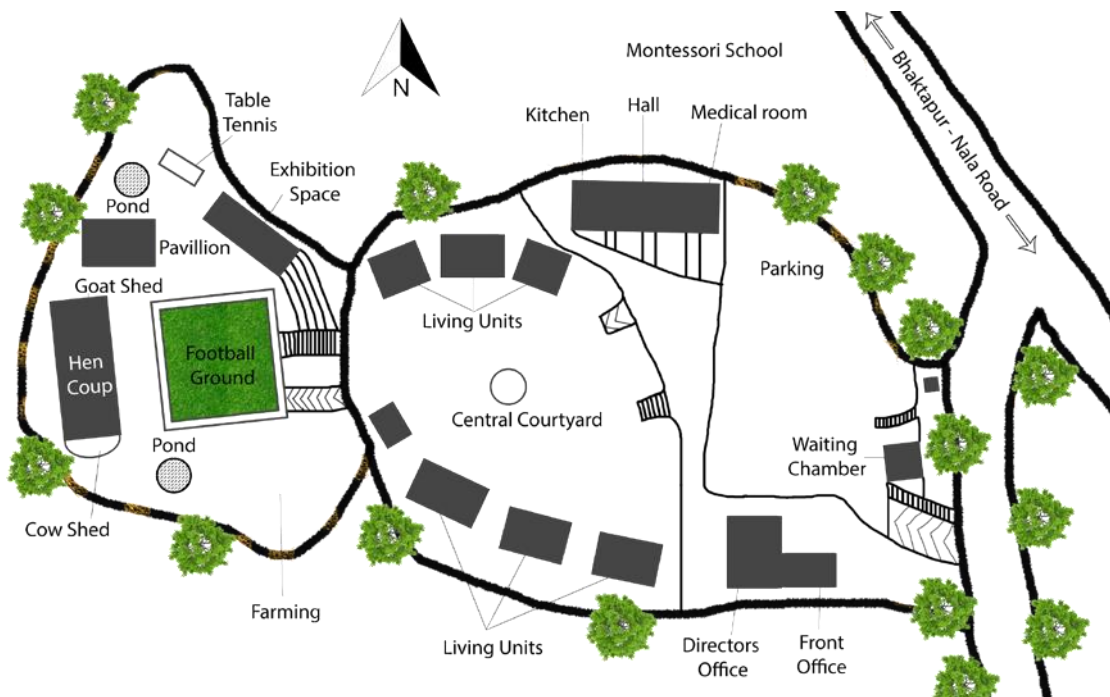 Montessori School
Bhaktapur - Nala Road
N
Table
Tennis
Kitchen
Hall
Medical room
Exhibition
Space
Pond
Pavillion
Parking
Goat Shed
Living Units
Hen
Coup
Football
Ground
Central Courtyard
Pond
Waiting
Chamber
Cow Shed
Farming
Living Units
Directors
Office
Front
Office